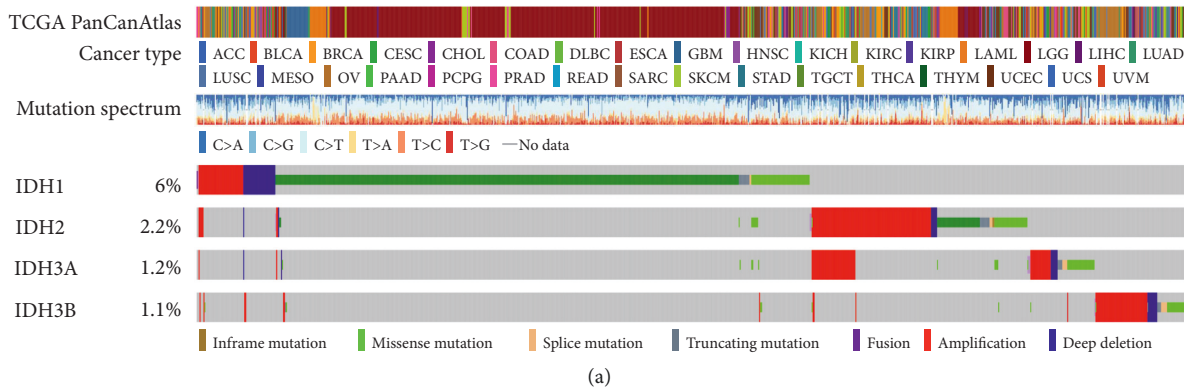 TCGA PanCanAtlas
Cancer type ACC BLCA BRCA CESC CHOL COAD DLBC ESCA GBM HNSC KICH KIRC KIRP LAML LGG LIHC LUAD
LUSC MESO OV PAAD PCPG PRAD READ SARC SKCM STAD TGCT THCA THYM UCEC UCS UVM
Mutation spectrum
C>A C>G C>T T>A T>C T>G —No data
IDH1 6%
IDH2 2.2%
IDH3A 1.2%
IDH3B 1.1%
Inframe mutation Missense mutation Splice mutation Truncating mutation Fusion Amplification Deep deletion
(a)